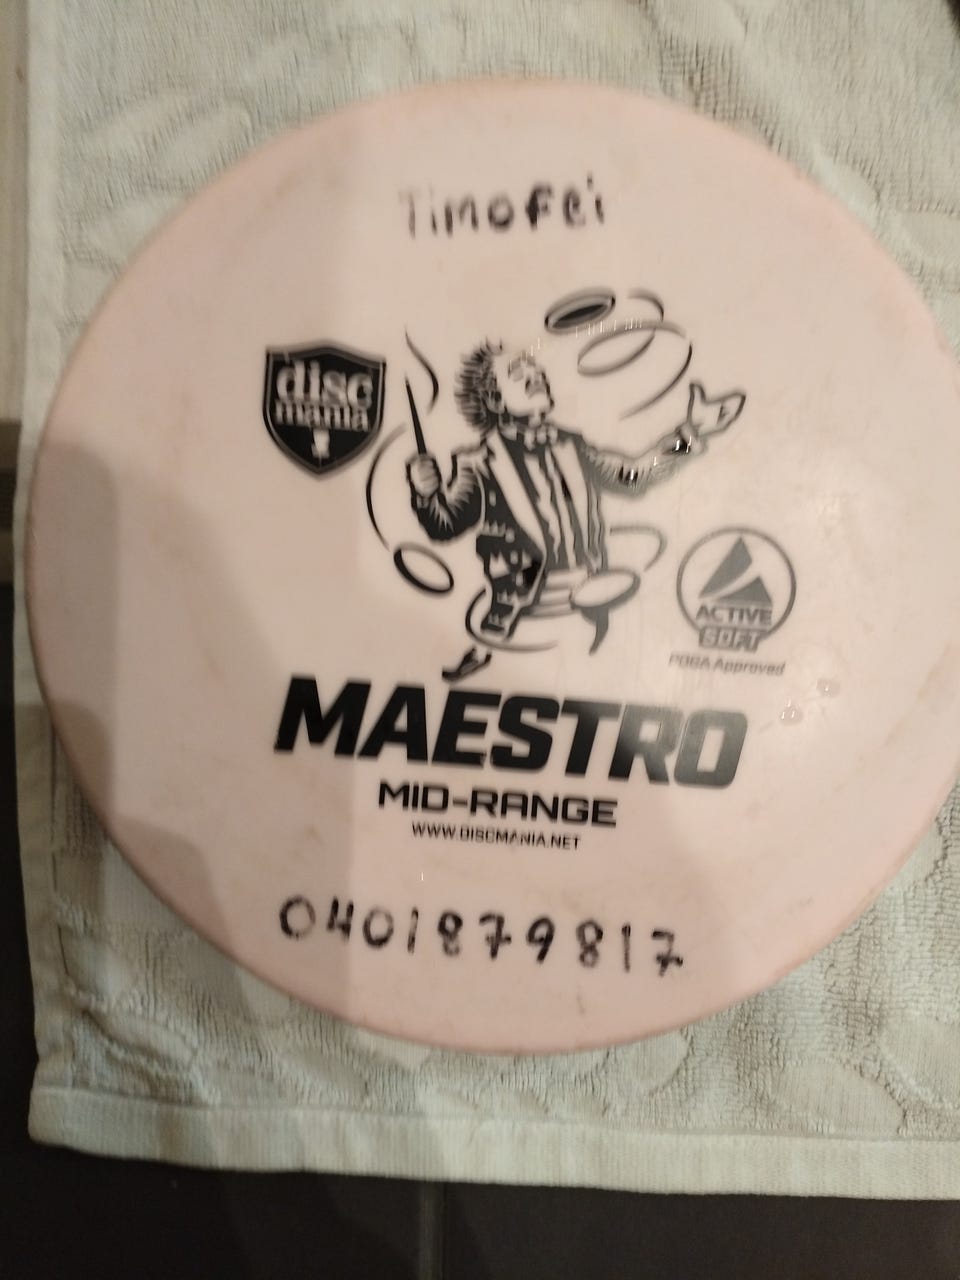 Timofei
disc
mania
ACTIVE
SOFT
PDGA Approved
MAESTRO
MID-RANGE
WWW.DISCMANIA.NET
0401879817